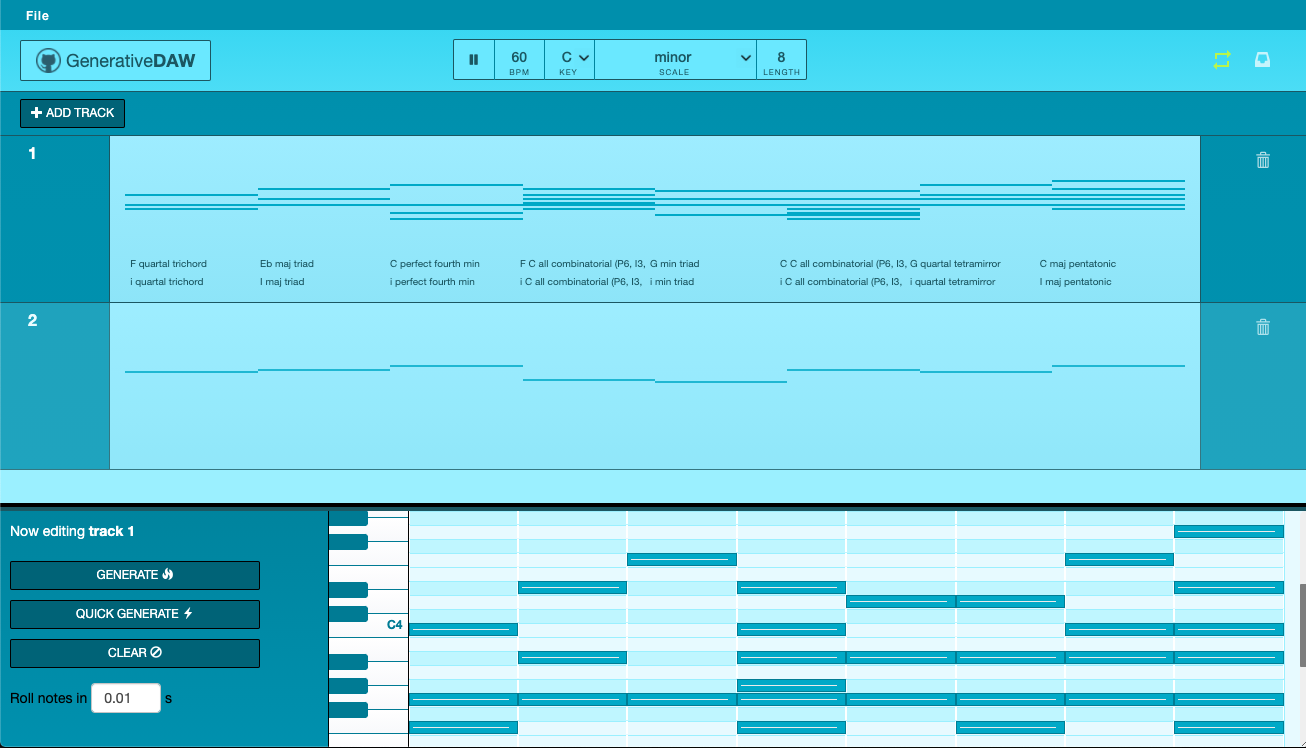 File
GenerativeDAW
60
BPM
C
KEY
minor
SCALE
8
LENGTH
ADD TRACK
1
F quartal trichord
Eb maj triad
C perfect fourth min
F C all combinatorial (P6, I3,
G min triad
C C all combinatorial (P6, I3,
G quartal tetramirror
C maj pentatonic
i quartal trichord
I maj triad
i perfect fourth min
i C all combinatorial (P6, I3,
i min triad
i C all combinatorial (P6, I3,
i quartal tetramirror
I maj pentatonic
2
Now editing track 1
GENERATE
QUICK GENERATE
CLEAR
Roll notes in 0.01 s
C4